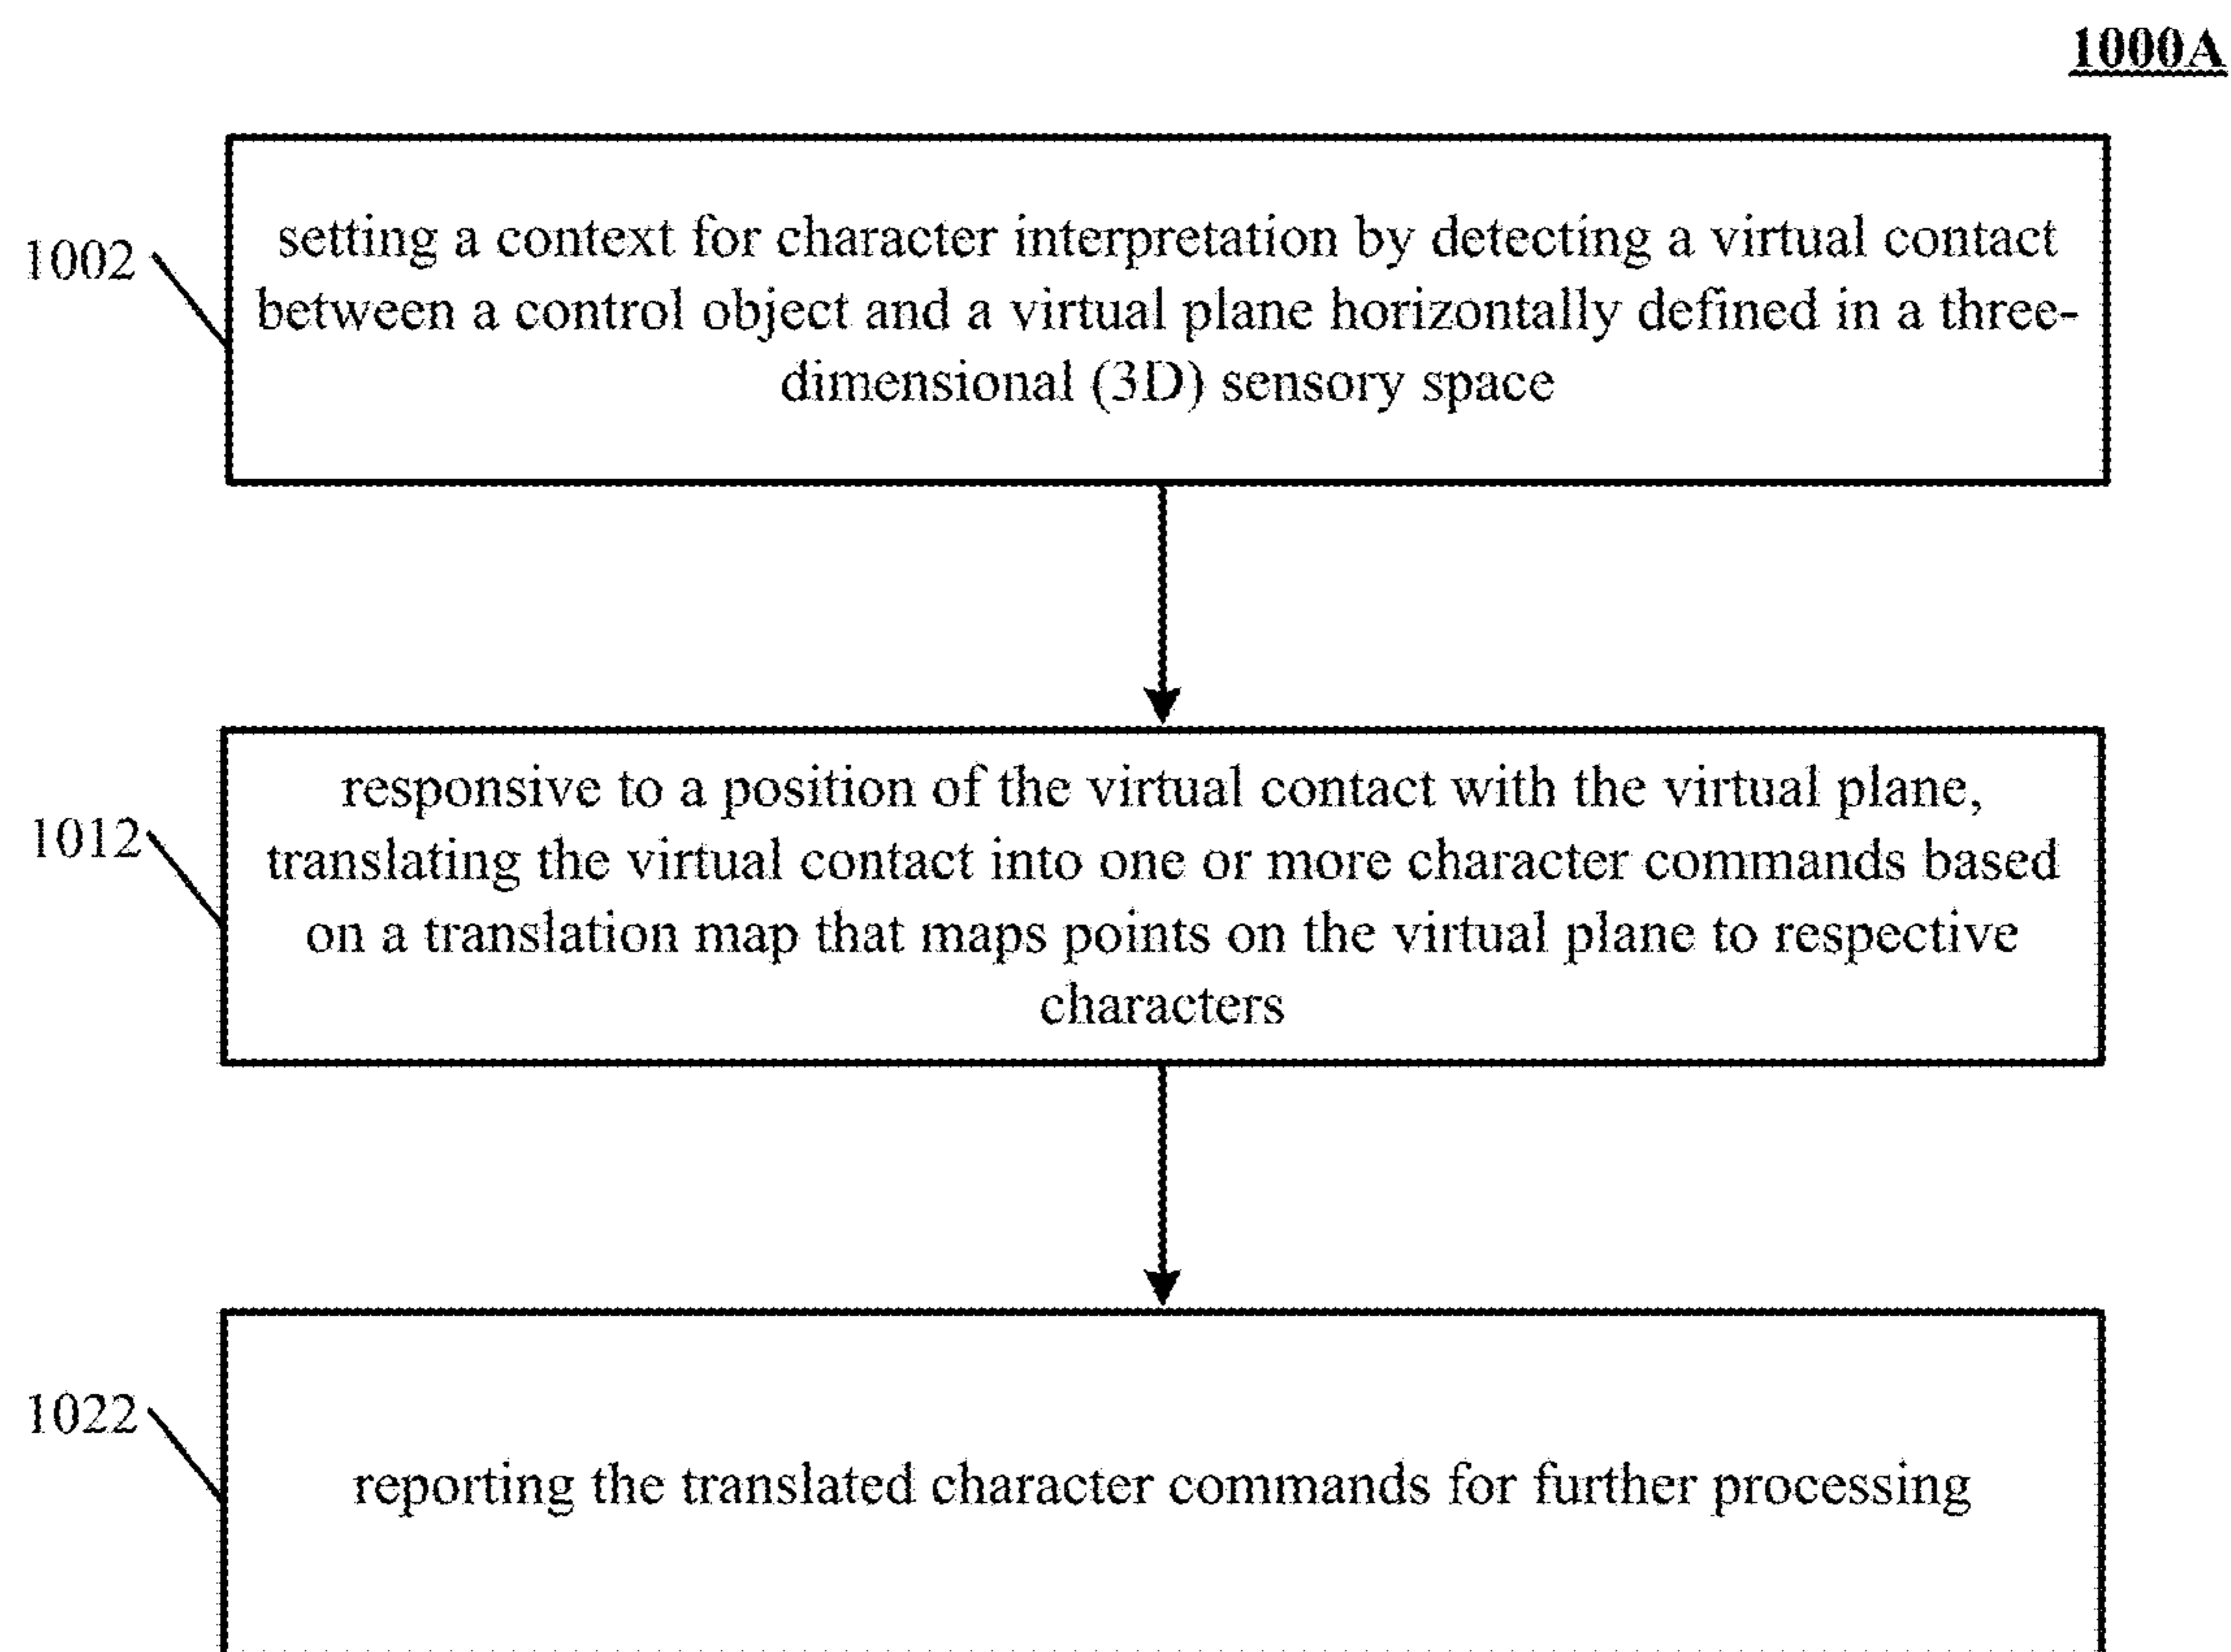 1000A
1002
setting a context for character interpretation by detecting a virtual contact
between a control object and a virtual plane horizontally defined in a three-
dimensional (3D) sensory space
1012
responsive to a position of the virtual contact with the virtual plane,
translating the virtual contact into one or more character commands based
on a translation map that maps points on the virtual plane to respective
characters
1022
reporting the translated character commands for further processing